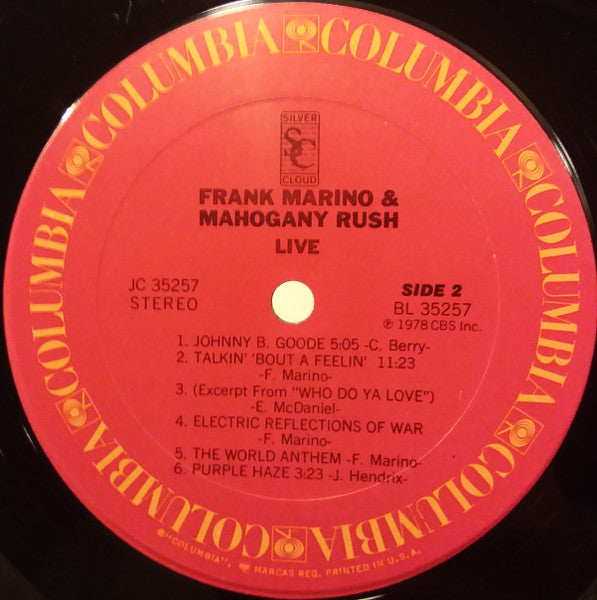 COLUMBIA COLUMBIA COLUMBIA COLUMBIA COLUMBIA COLUMBIA
SILVER
SC
CLOUD
FRANK MARINO &
MAHOGANY RUSH
LIVE
JC 35257
STEREO
SIDE 2
BL 35257
℗ 1978 CBS Inc.
1. JOHNNY B. GOODE 5:05 -C. Berry-
2. TALKIN' 'BOUT A FEELIN' 11:23
-F. Marino-
3. (Excerpt From "WHO DO YA LOVE")
-E. McDaniel-
4. ELECTRIC REFLECTIONS OF WAR
-F. Marino-
5. THE WORLD ANTHEM -F. Marino-
6. PURPLE HAZE 3:23 -J. Hendrix-
"COLUMBIA", MARCAS REG. PRINTED IN U.S.A.